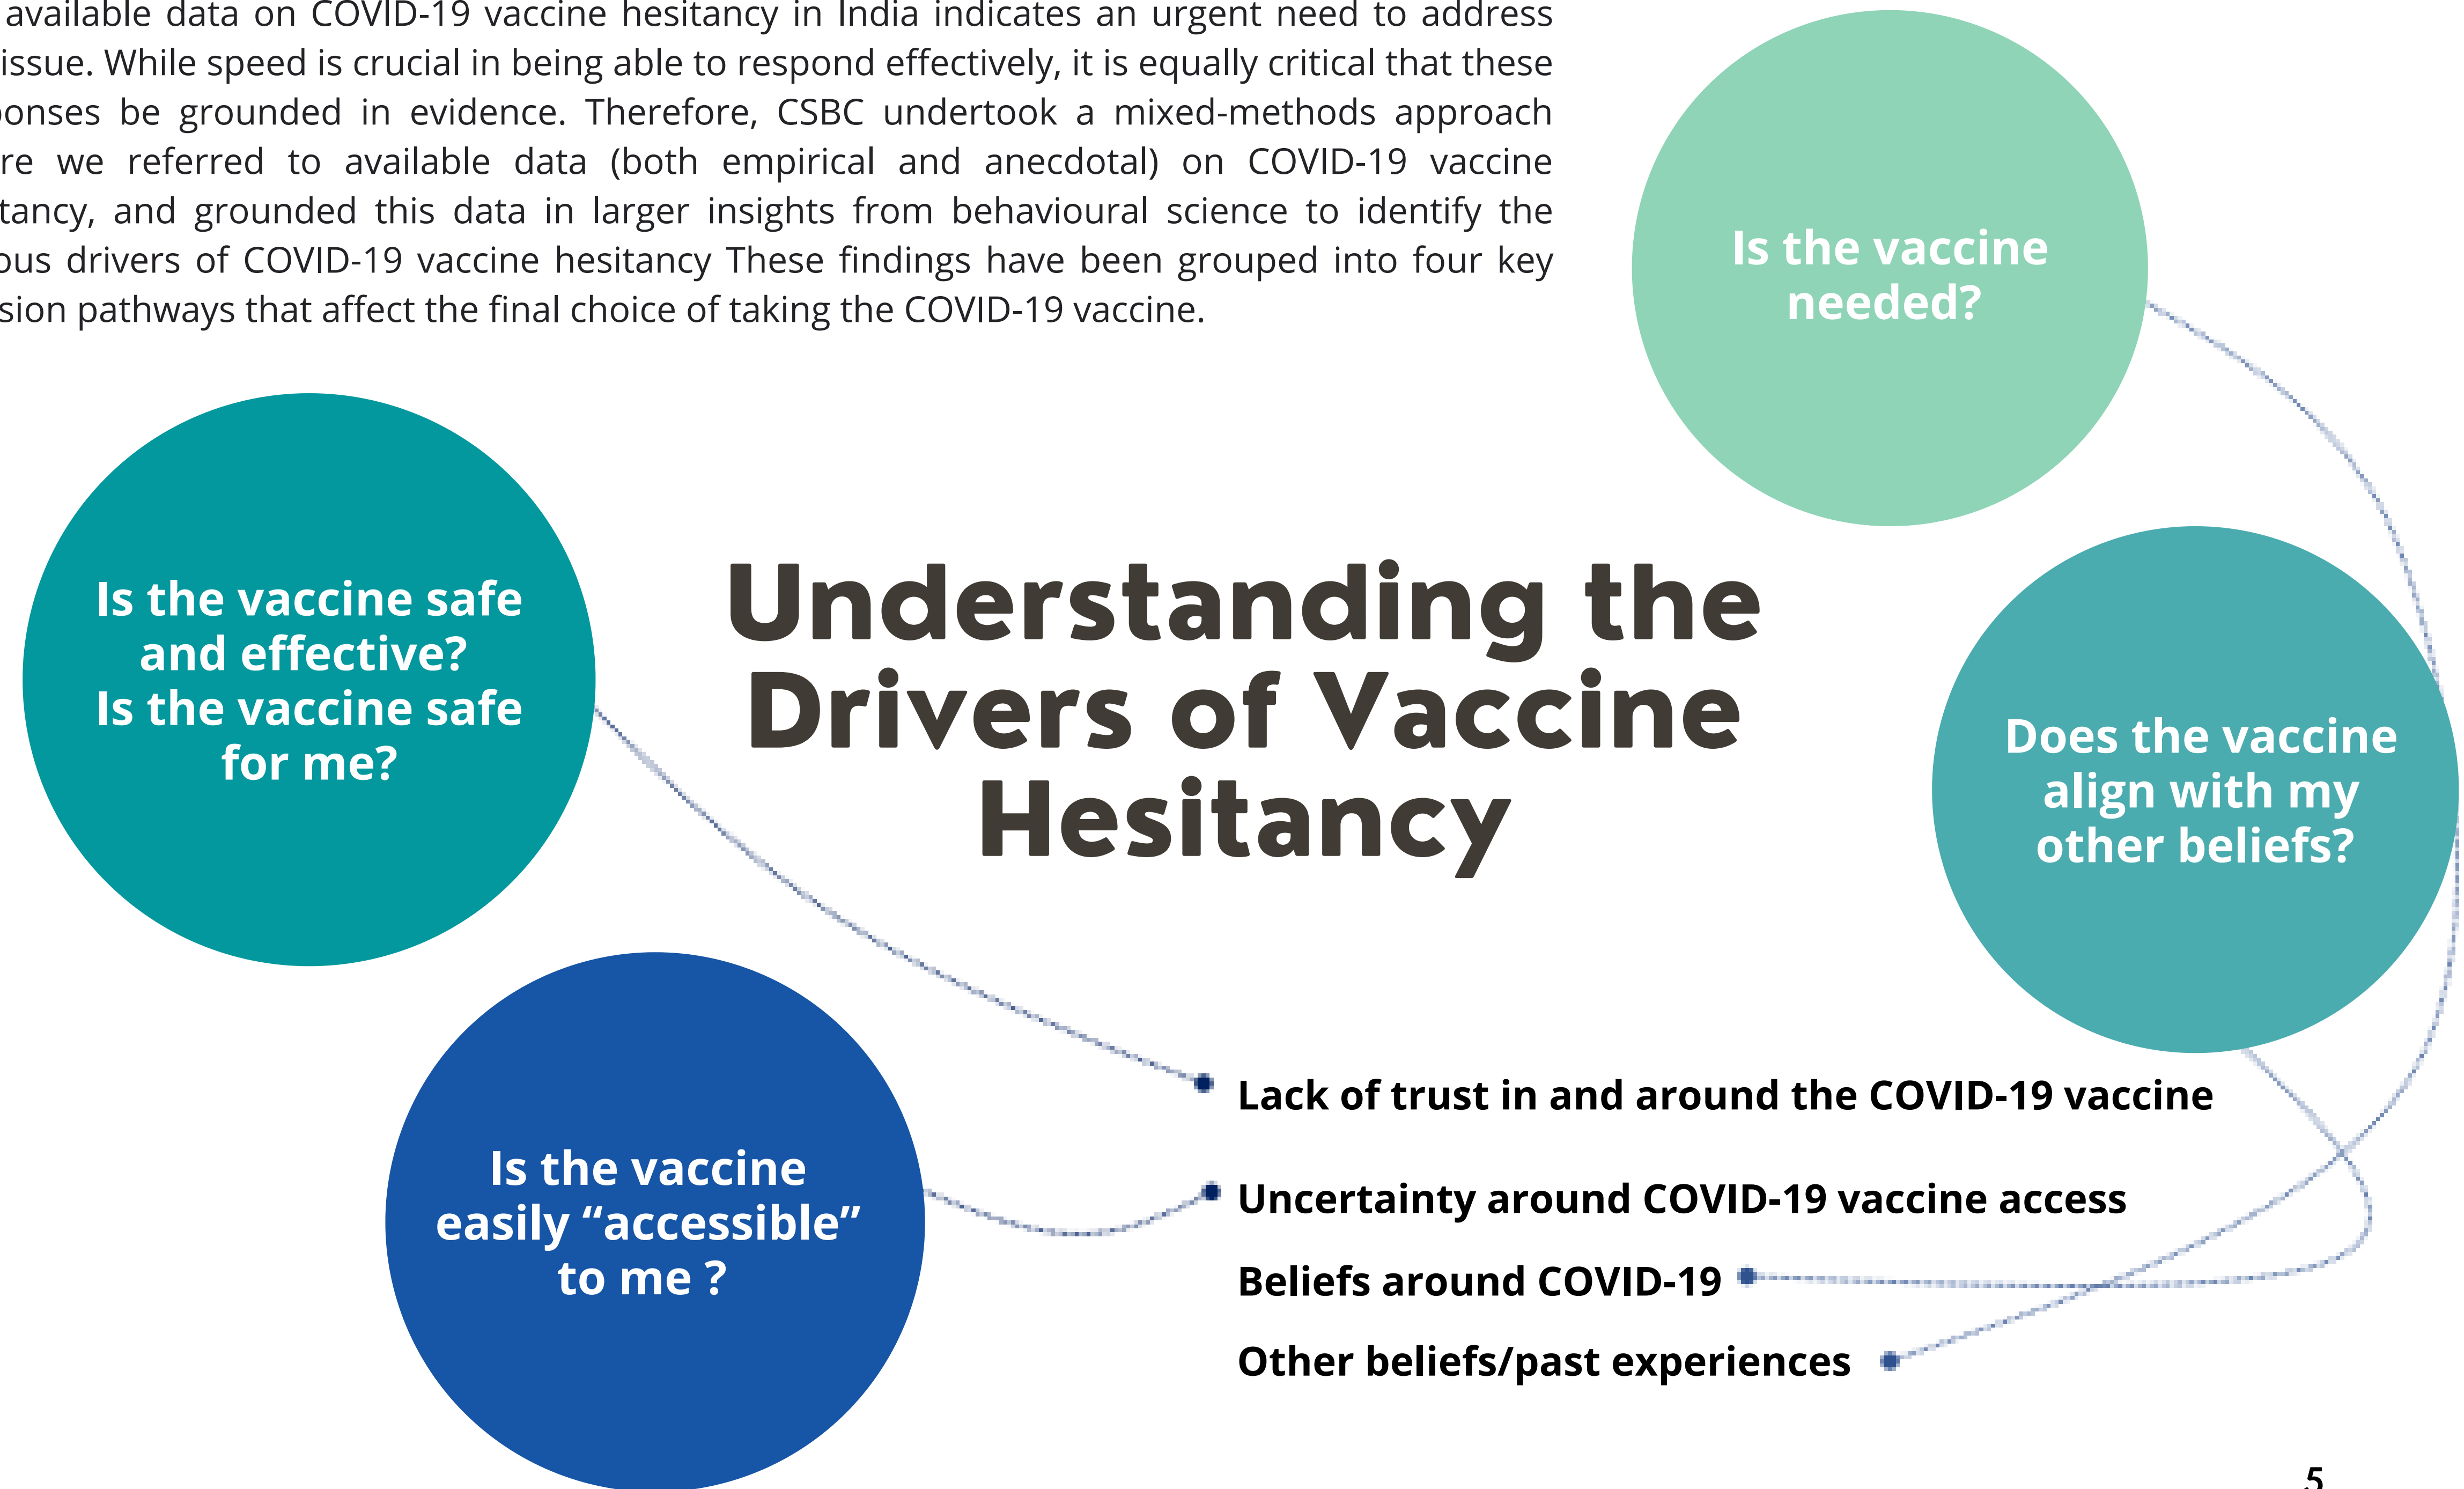 available data on COVID-19 vaccine hesitancy in India indicates an urgent need to address
issue. While speed is crucial in being able to respond effectively, it is equally critical that these
onses be grounded in evidence. Therefore, CSBC undertook a mixed-methods approach
re we referred to available data (both empirical and anecdotal) on COVID-19 vaccine
tancy, and grounded this data in larger insights from behavioural science to identify the
ous drivers of COVID-19 vaccine hesitancy These findings have been grouped into four key
sion pathways that affect the final choice of taking the COVID-19 vaccine.
Is the vaccine
needed?
Is the vaccine safe
and effective?
Is the vaccine safe
for me?
Understanding the
Drivers of Vaccine
Hesitancy
Does the vaccine
align with my
other beliefs?
Is the vaccine
easily “accessible”
to me ?
Lack of trust in and around the COVID-19 vaccine
Uncertainty around COVID-19 vaccine access
Beliefs around COVID-19
Other beliefs/past experiences
5